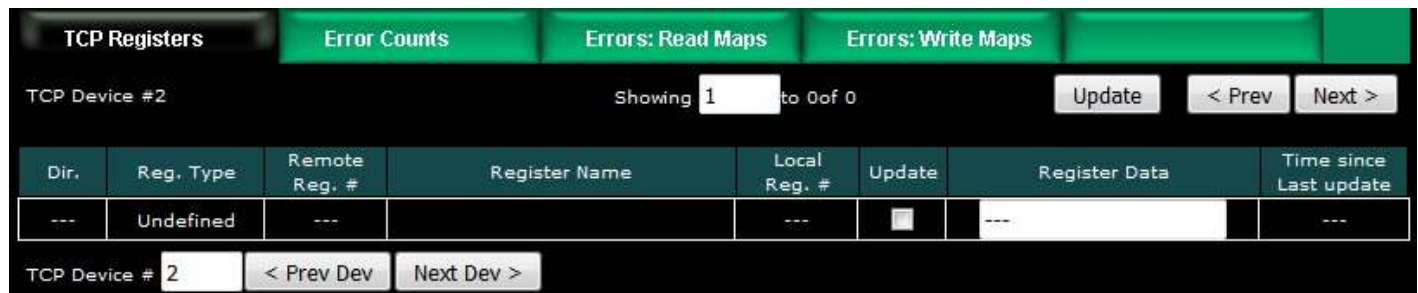 TCP Registers Error Counts Errors: Read Maps Errors: Write Maps
TCP Device #2 Showing 1 to 0of 0 Update < Prev Next >
Dir. Reg. Type Remote Reg. # Register Name Local Reg. # Update Register Data Time since Last update
--- Undefined --- --- --- ---
TCP Device # 2 < Prev Dev Next Dev >